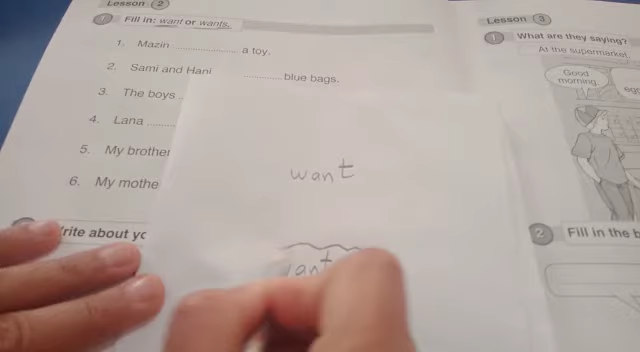 Lesson 2
1 Fill in: want or wants.
1. Mazin .................... a toy.
2. Sami and Hani ............ blue bags.
3. The boys
4. Lana ........
5. My brother
6. My mothe
rite about yo
want
ant
Lesson 3
1 What are they saying?
At the supermarket.
Good
morning
egg
2 Fill in the b